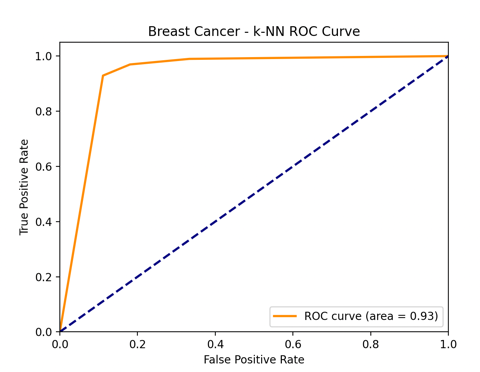 Breast Cancer - k-NN ROC Curve
1.0
0.8
0.6
0.4
0.2
0.0
True Positive Rate
ROC curve (area = 0.93)
0.0 0.2 0.4 0.6 0.8 1.0
False Positive Rate